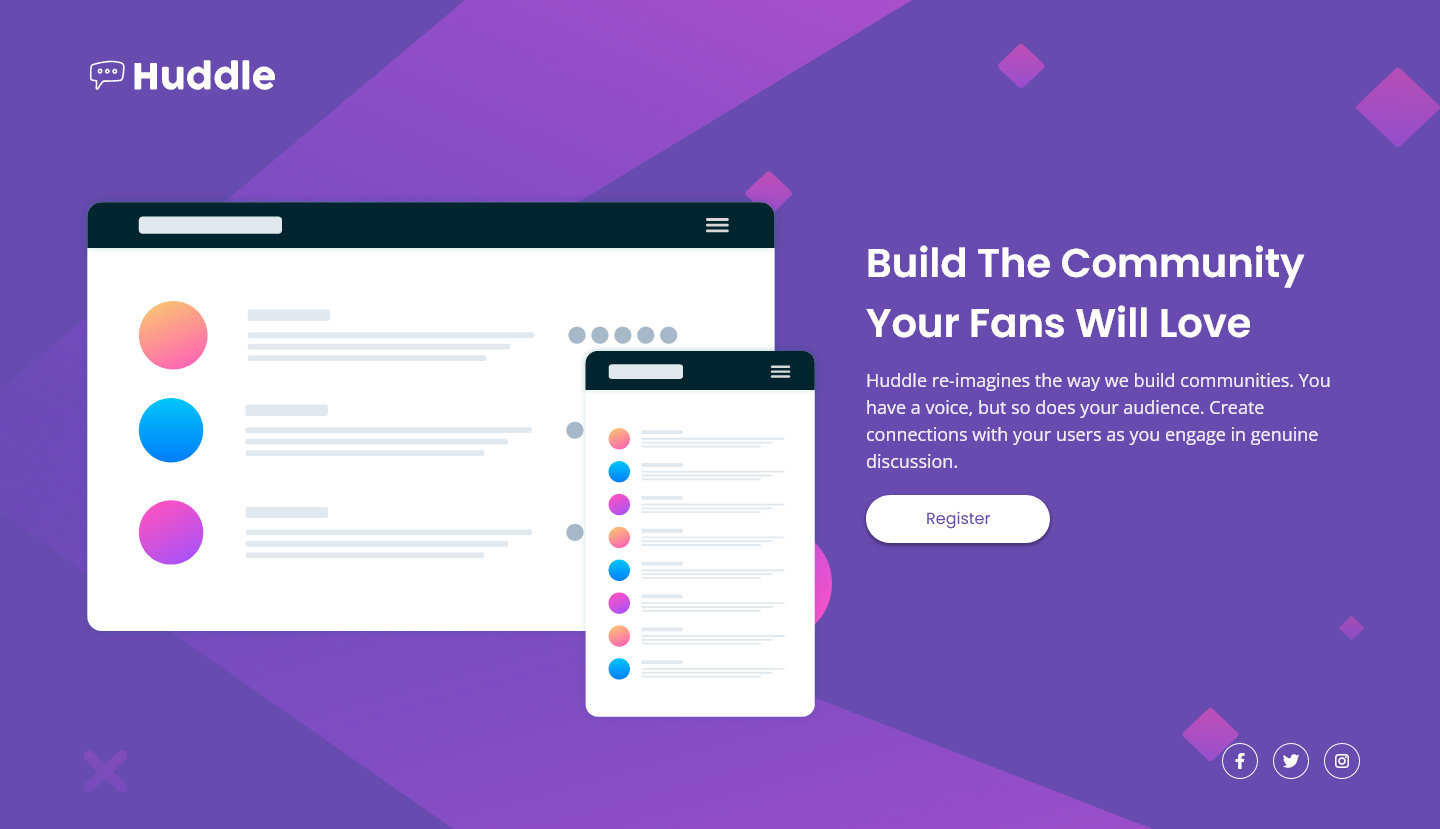 Huddle
Build The Community
Your Fans Will Love
Huddle re-imagines the way we build communities. You
have a voice, but so does your audience. Create
connections with your users as you engage in genuine
discussion.
Register